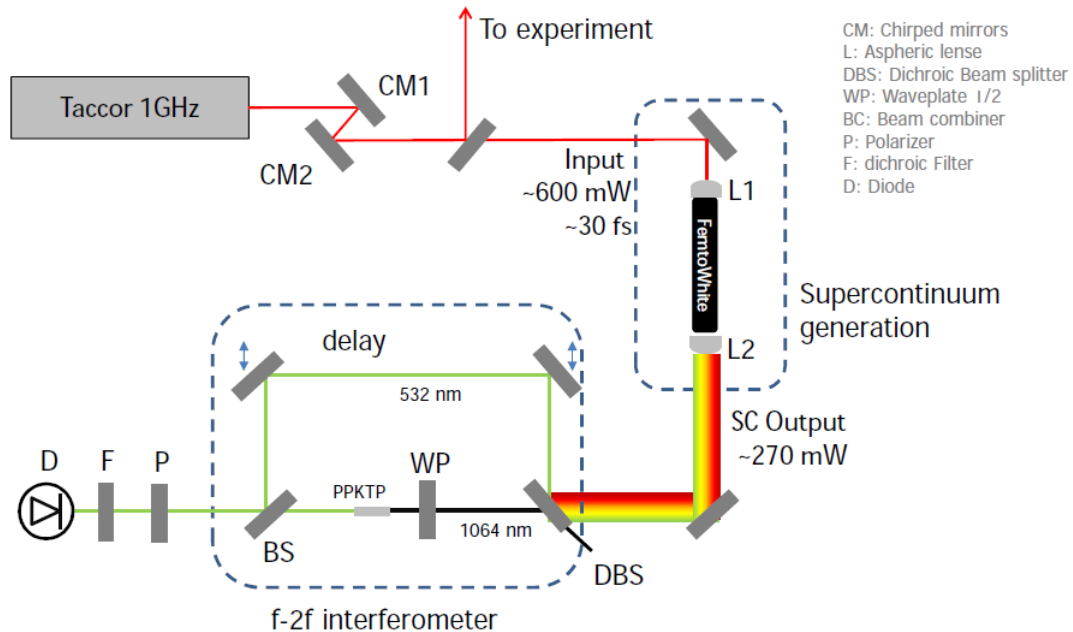 To experiment
CM: Chirped mirrors
L: Aspheric lense
DBS: Dichroic Beam splitter
WP: Waveplate 1/2
BC: Beam combiner
P: Polarizer
F: dichroic Filter
D: Diode
Taccor 1GHz
CM1
CM2
Input
~600 mW
~30 fs
L1
FemtoWhite
L2
Supercontinuum
generation
delay
532 nm
SC Output
~270 mW
D
F
P
WP
PPKTP
1064 nm
BS
DBS
f-2f interferometer